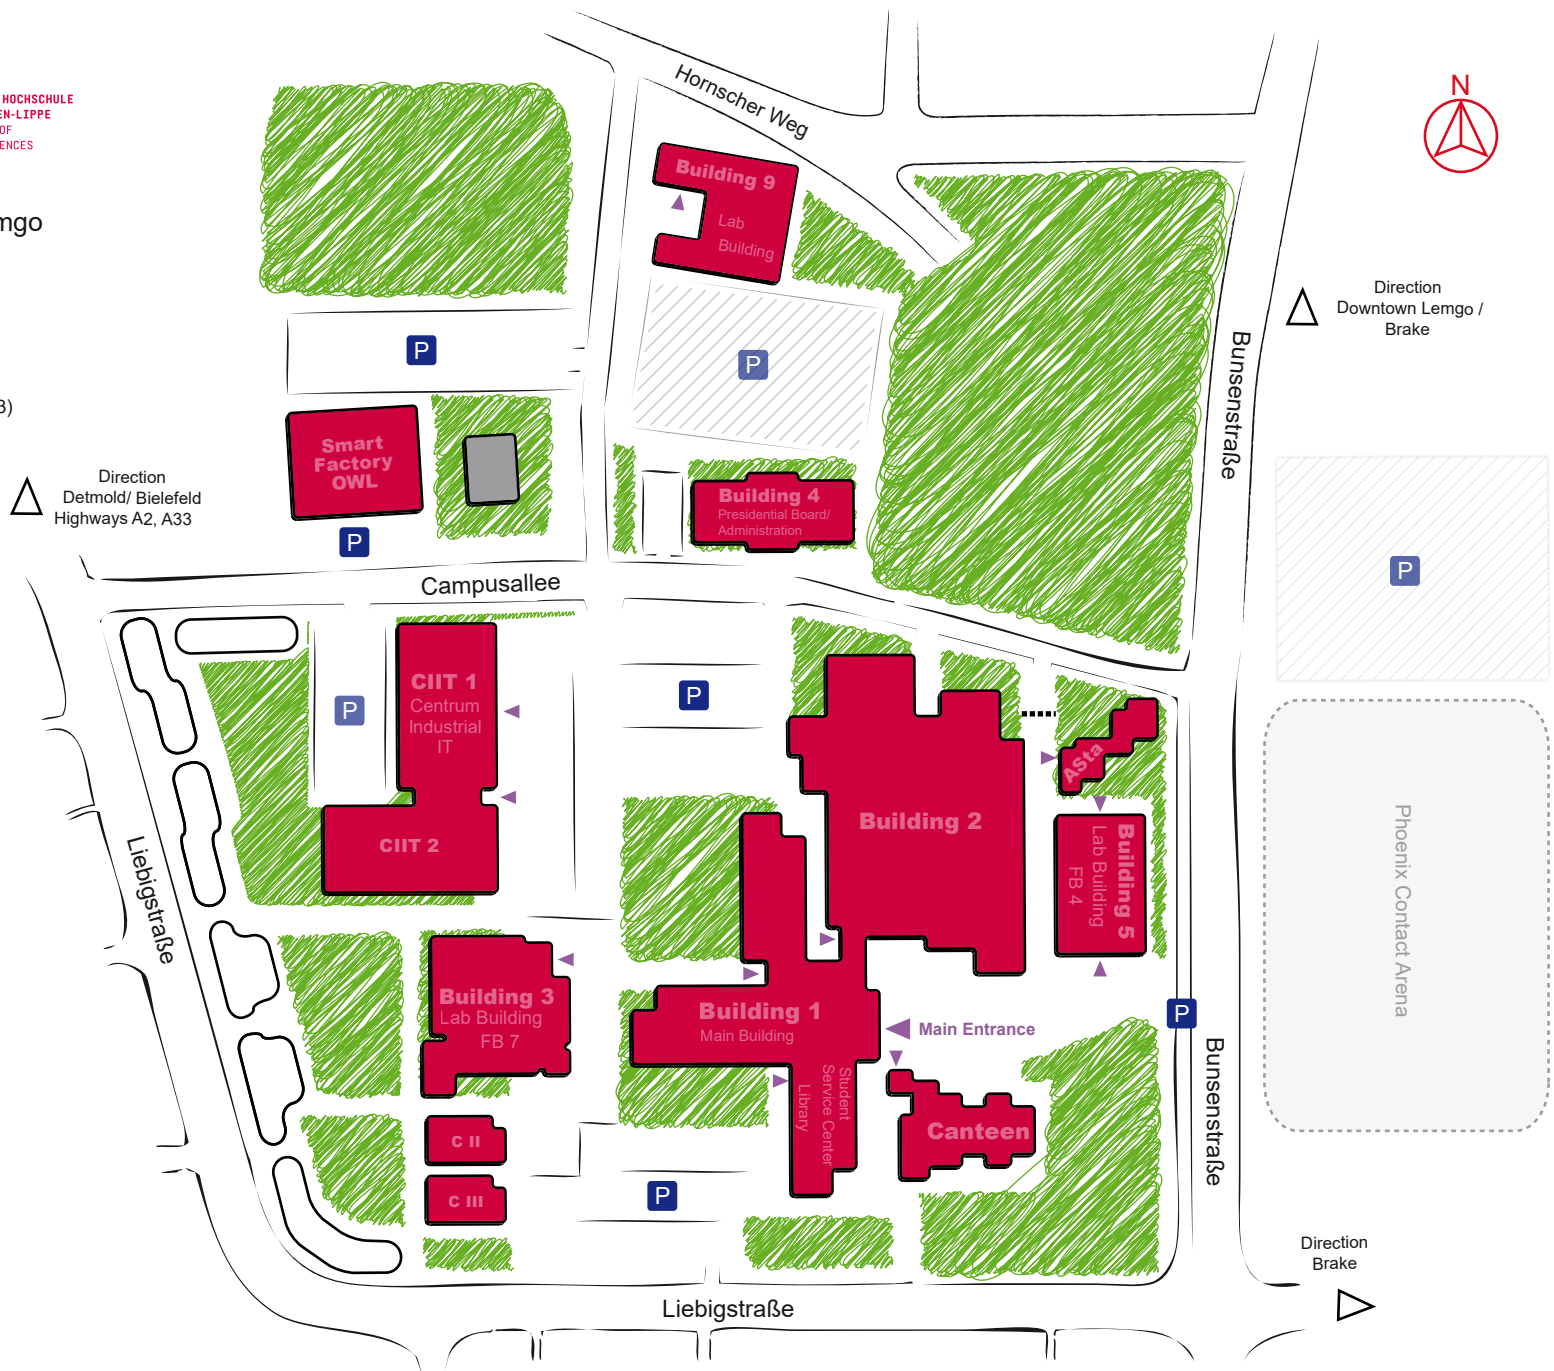 HOCHSCHULE
EN-LIPPE
OF
ENCES
mgo
3)
N
Hornscher Weg
Building 9
Lab
Building
P
P
Direction
Downtown Lemgo /
Brake
Bunsenstraße
Smart
Factory
OWL
P
Building 4
Presidential Board/
Administration
Direction
Detmold/ Bielefeld
Highways A2, A33
P
Campusallee
CIIT 1
Centrum
Industrial
IT
P
P
CIIT 2
ASta
Building 2
Building 5
Lab Building
FB 4
Phoenix Contact Arena
Liebigstraße
Building 3
Lab Building
FB 7
Building 1
Main Building
Main Entrance
P
Student
Service Center
Library
Bunsenstraße
Canteen
C II
C III
P
Direction
Brake
Liebigstraße